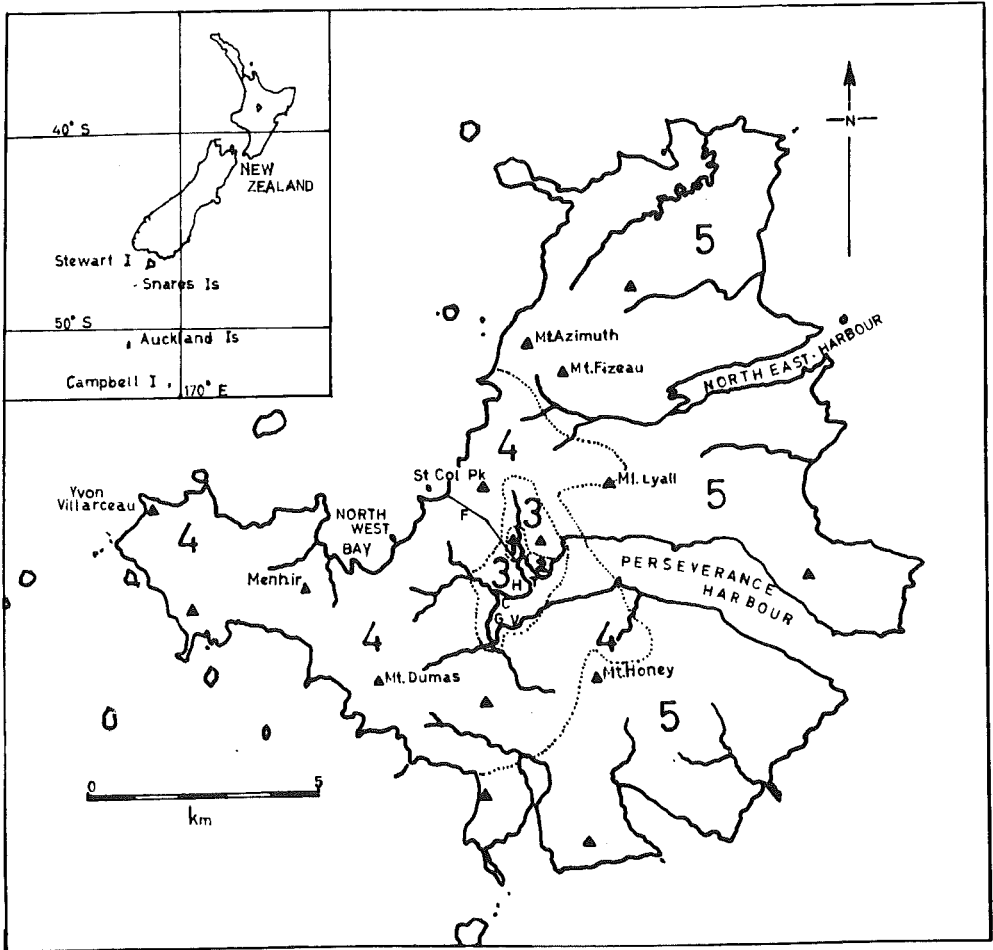 40° S
NEW
ZEALAND
Stewart I
Snares Is
50° S
Auckland Is
Campbell I
170° E
N
5
Mt Azimuth
Mt. Fizeau
NORTH EAST HARBOUR
4
St Col Pk
Mt. Lyall
5
Yvon
Villarceau
4
NORTH
WEST
BAY
F
3
3
H
PERSEVERANCE
HARBOUR
Menhir
C
G V
4
4
Mt. Dumas
Mt. Honey
5
0 5
km